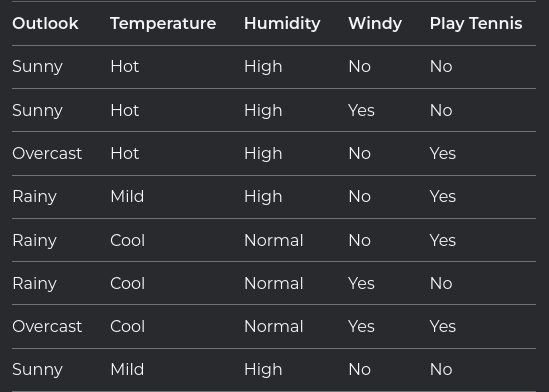 Outlook Temperature Humidity Windy Play Tennis
Sunny Hot High No No
Sunny Hot High Yes No
Overcast Hot High No Yes
Rainy Mild High No Yes
Rainy Cool Normal No Yes
Rainy Cool Normal Yes No
Overcast Cool Normal Yes Yes
Sunny Mild High No No